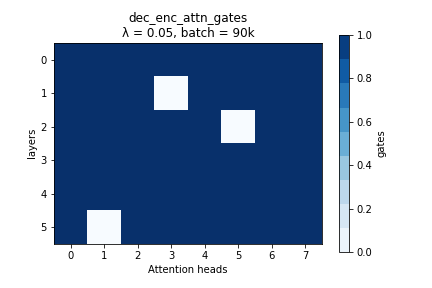 dec_enc_attn_gates
λ = 0.05, batch = 90k
layers
0
1
2
3
4
5
0 1 2 3 4 5 6 7
Attention heads
1.0
0.8
0.6
0.4
0.2
0.0
gates